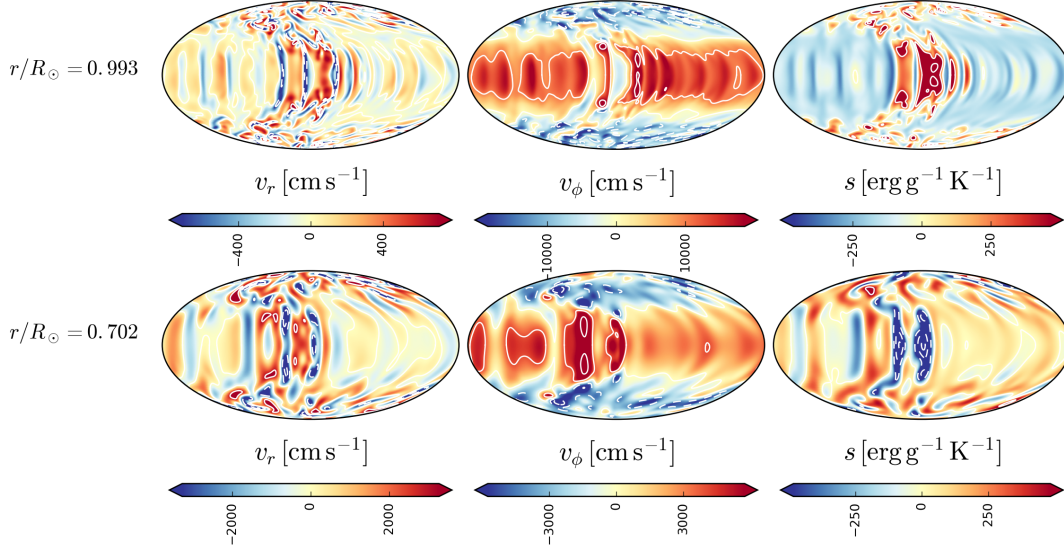 r/R⊙ = 0.993
v_r [cm s⁻¹] v_ϕ [cm s⁻¹] s [erg g⁻¹ K⁻¹]
−400 0 400 −10000 0 10000 −250 0 250
r/R⊙ = 0.702
v_r [cm s⁻¹] v_ϕ [cm s⁻¹] s [erg g⁻¹ K⁻¹]
−2000 0 2000 −3000 0 3000 −250 0 250